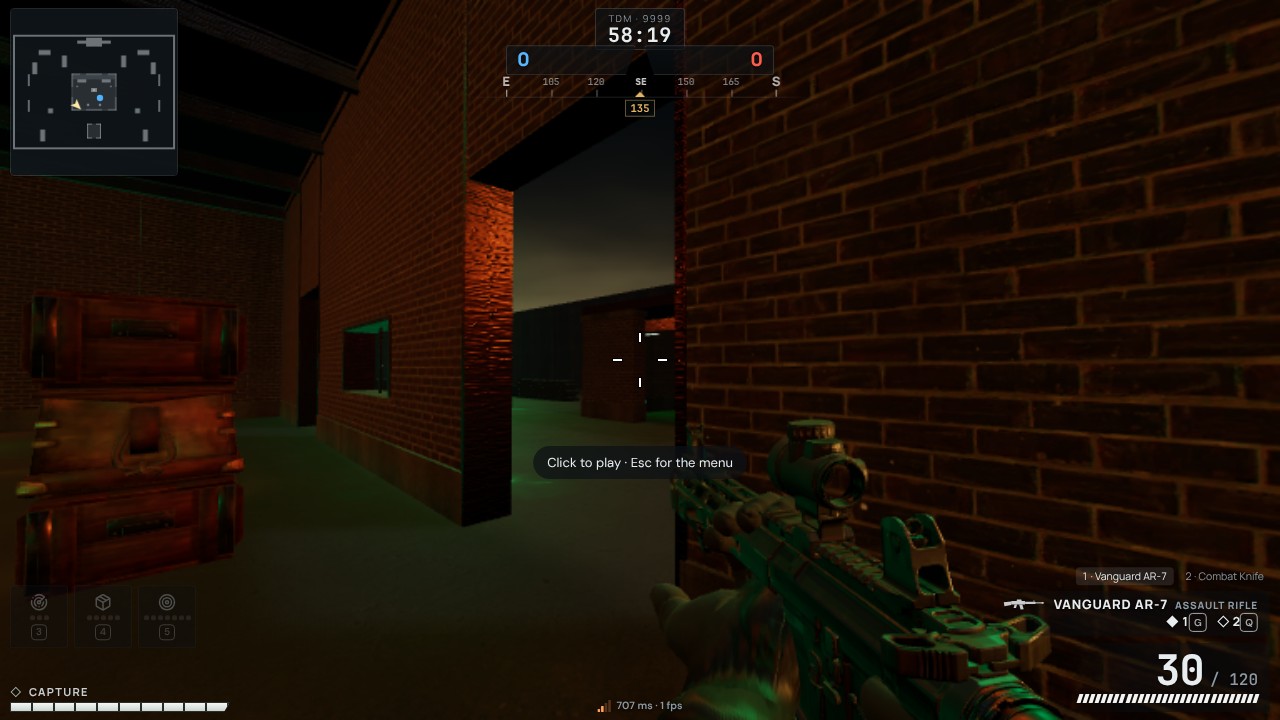 TDM · 9999
58:19
0 0
E 105 120 SE 150 165 S
135
Click to play · Esc for the menu
1 · Vanguard AR-7 2 · Combat Knife
VANGUARD AR-7 ASSAULT RIFLE
1 G 2 Q
30 / 120
3 4 5
CAPTURE
707 ms · 1 fps